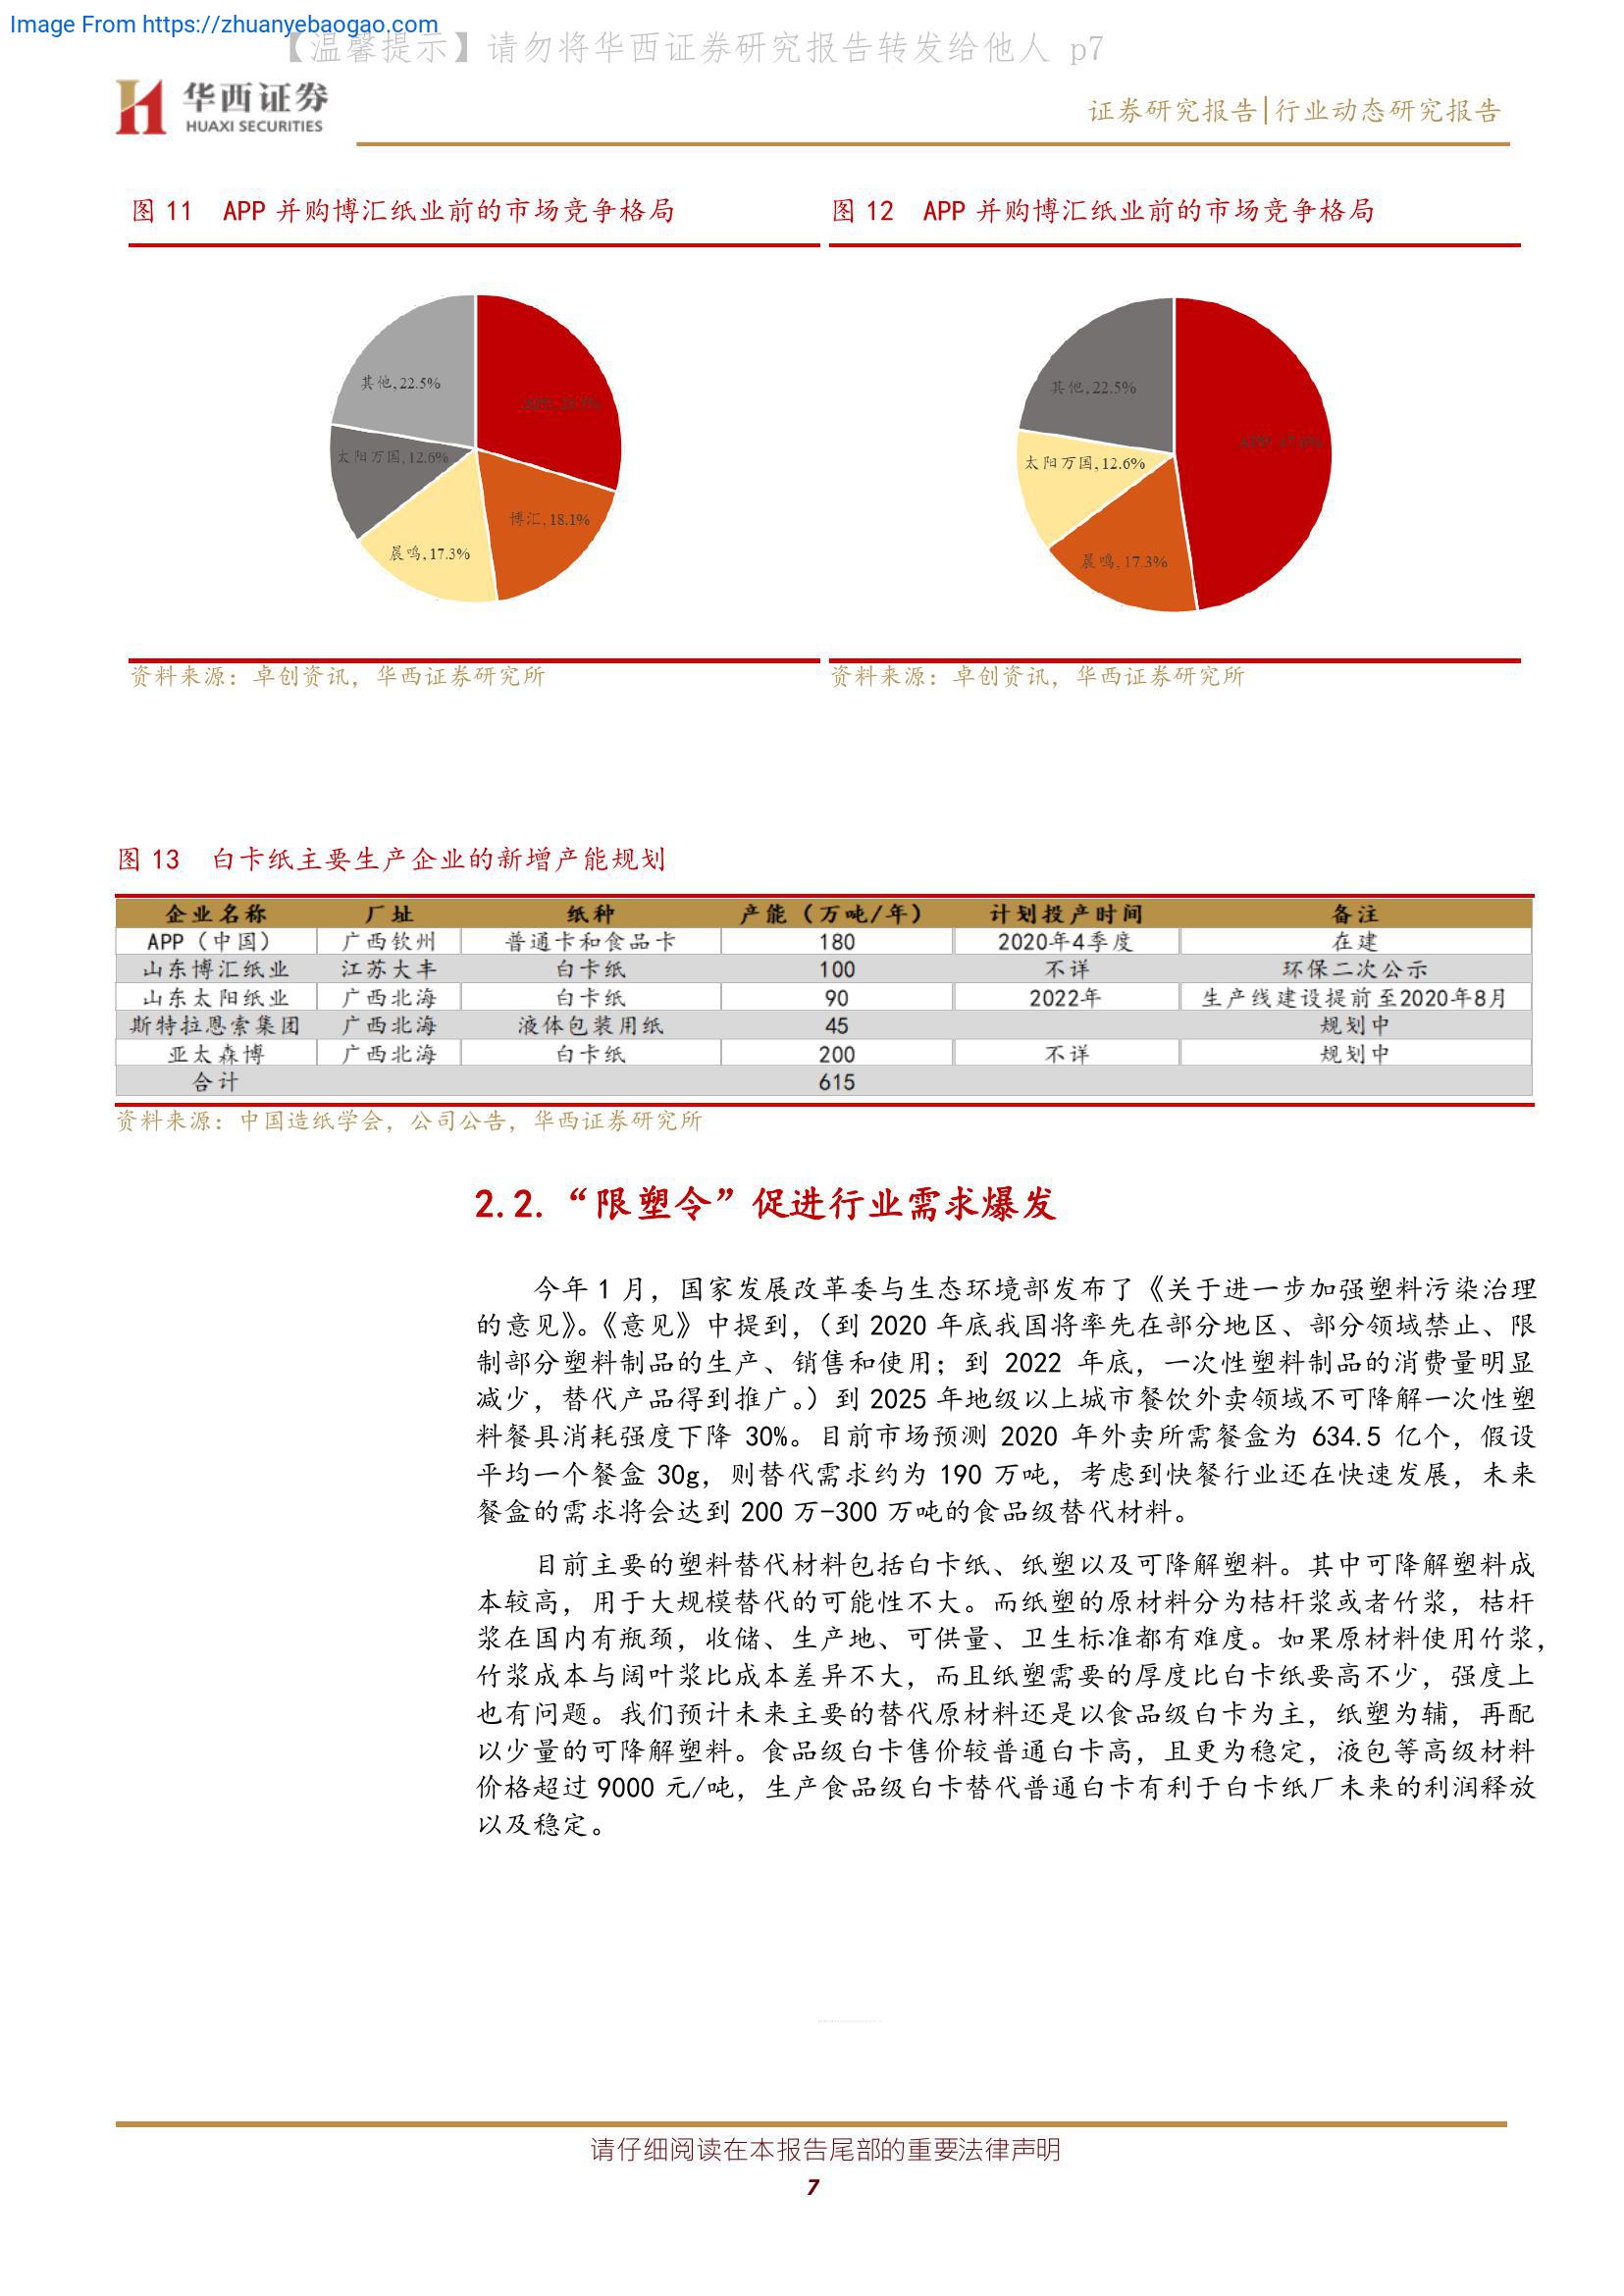 Image From https://zhuanyebaogao.com
【温馨提示】请勿将华西证券研究报告转发给他人 p7
华西证券
HUAXI SECURITIES
证券研究报告|行业动态研究报告
图 11 APP 并购博汇纸业前的市场竞争格局
其他, 22.5%
太阳万国, 12.6%
博汇, 18.1%
晨鸣, 17.3%
资料来源：卓创资讯，华西证券研究所
图 12 APP 并购博汇纸业前的市场竞争格局
其他, 22.5%
太阳万国, 12.6%
晨鸣, 17.3%
资料来源：卓创资讯，华西证券研究所
图 13 白卡纸主要生产企业的新增产能规划
企业名称 厂址 纸种 产能（万吨/年） 计划投产时间 备注
APP（中国） 广西钦州 普通卡和食品卡 180 2020年4季度 在建
山东博汇纸业 江苏大丰 白卡纸 100 不详 环保二次公示
山东太阳纸业 广西北海 白卡纸 90 2022年 生产线建设提前至2020年8月
斯特拉恩索集团 广西北海 液体包装用纸 45 规划中
亚太森博 广西北海 白卡纸 200 不详 规划中
合计 615
资料来源：中国造纸学会，公司公告，华西证券研究所
2.2. “限塑令”促进行业需求爆发
今年 1 月，国家发展改革委与生态环境部发布了《关于进一步加强塑料污染治理
的意见》。《意见》中提到，（到 2020 年底我国将率先在部分地区、部分领域禁止、限
制部分塑料制品的生产、销售和使用；到 2022 年底，一次性塑料制品的消费量明显
减少，替代产品得到推广。）到 2025 年地级以上城市餐饮外卖领域不可降解一次性塑
料餐具消耗强度下降 30%。目前市场预测 2020 年外卖所需餐盒为 634.5 亿个，假设
平均一个餐盒 30g，则替代需求约为 190 万吨，考虑到快餐行业还在快速发展，未来
餐盒的需求将会达到 200 万-300 万吨的食品级替代材料。
目前主要的塑料替代材料包括白卡纸、纸塑以及可降解塑料。其中可降解塑料成
本较高，用于大规模替代的可能性不大。而纸塑的原材料分为桔杆浆或者竹浆，桔杆
浆在国内有瓶颈，收储、生产地、可供量、卫生标准都有难度。如果原材料使用竹浆，
竹浆成本与阔叶浆比成本差异不大，而且纸塑需要的厚度比白卡纸要高不少，强度上
也有问题。我们预计未来主要的替代原材料还是以食品级白卡为主，纸塑为辅，再配
以少量的可降解塑料。食品级白卡售价较普通白卡高，且更为稳定，液包等高级材料
价格超过 9000 元/吨，生产食品级白卡替代普通白卡有利于白卡纸厂未来的利润释放
以及稳定。
请仔细阅读在本报告尾部的重要法律声明
7